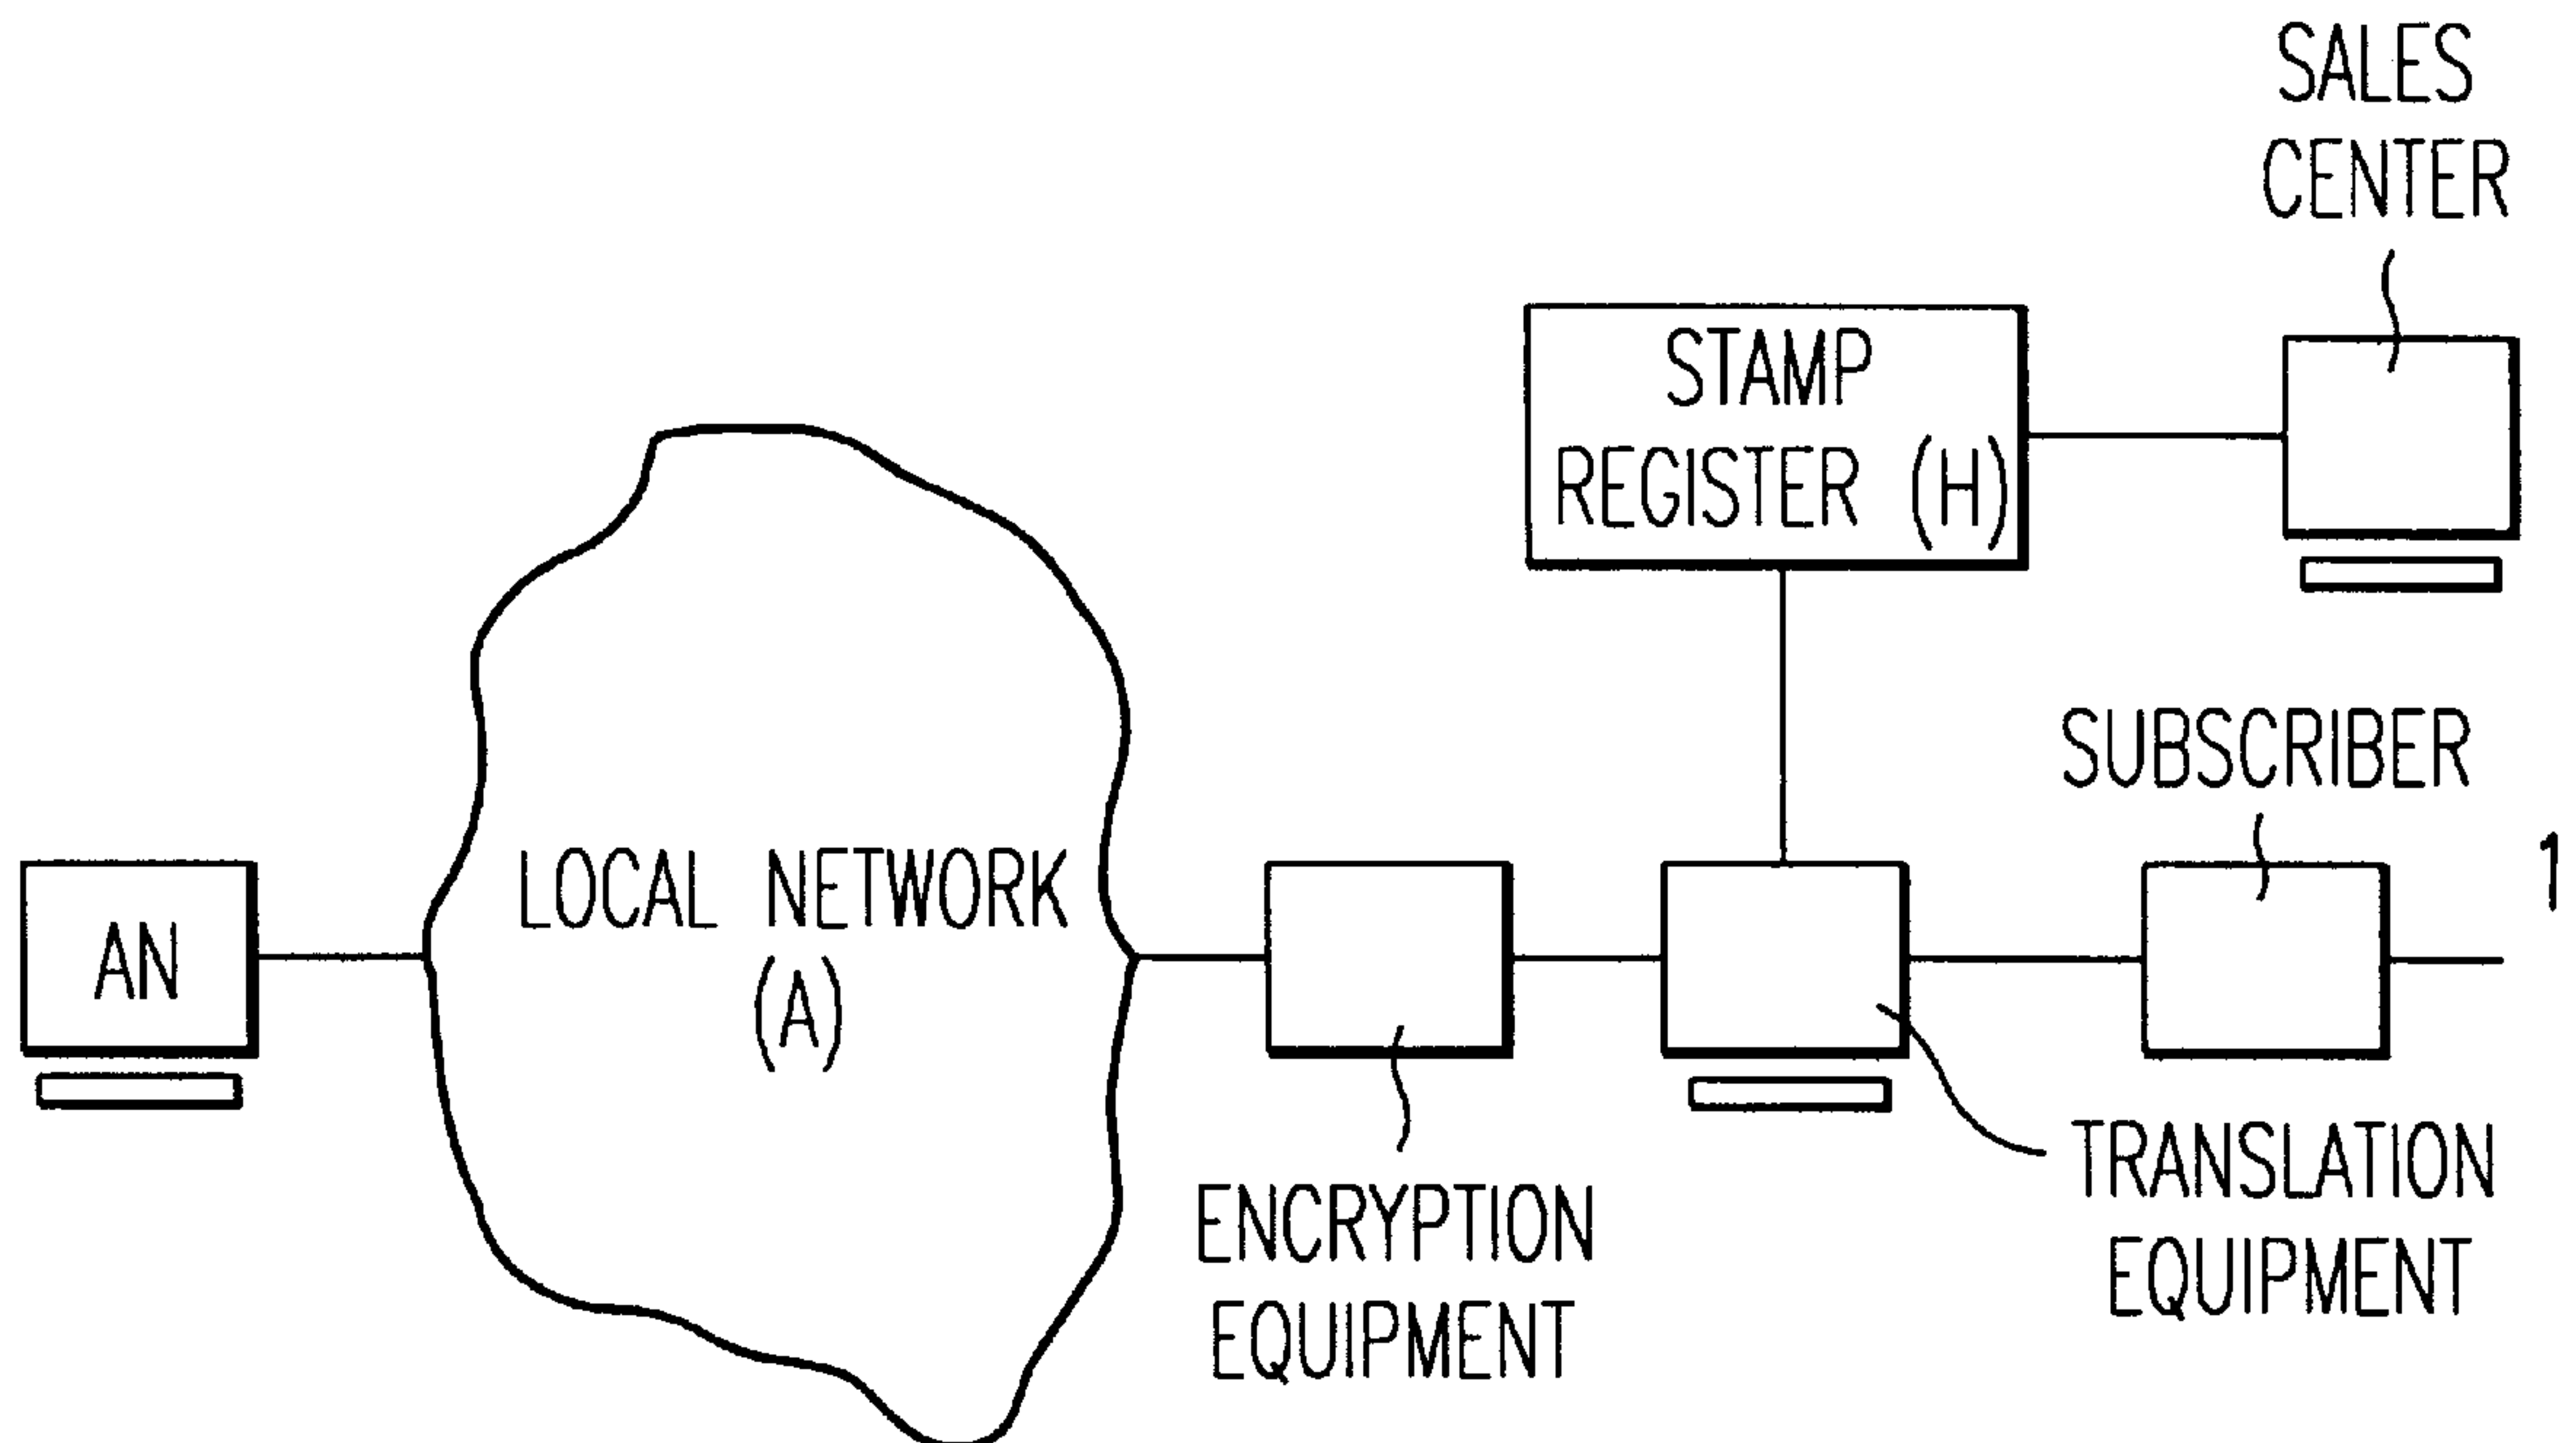 SALES
CENTER
STAMP
REGISTER (H)
SUBSCRIBER
1
AN
LOCAL NETWORK
(A)
TRANSLATION
EQUIPMENT
ENCRYPTION
EQUIPMENT